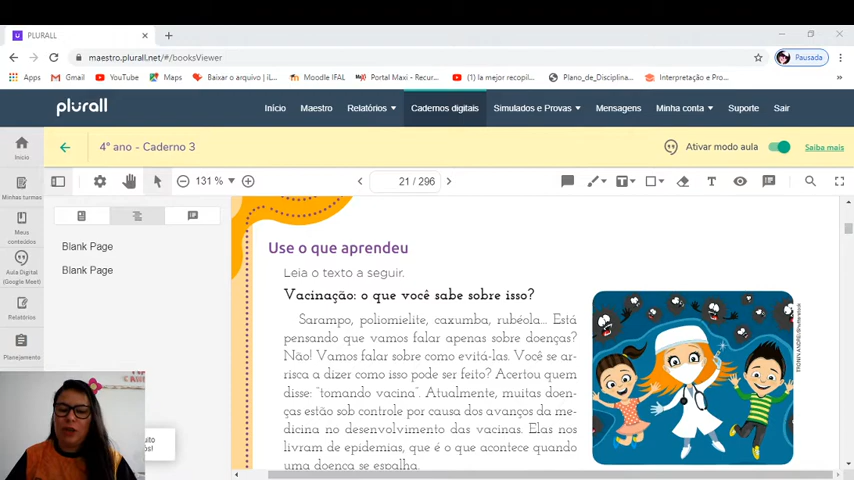 PLURALL
maestro.plurall.net/#/booksViewer
Pausada
Apps
Gmail
YouTube
Maps
Baixar o arquivo | iL...
Moodle IFAL
Portal Maxi - Recur...
(1) la mejor recopil...
Plano_de_Disciplina...
Interpretação e Pro...
plurall
Início
Maestro
Relatórios
Cadernos digitais
Simulados e Provas
Mensagens
Minha conta
Suporte
Sair
Início
4º ano - Caderno 3
Ativar modo aula
Saiba mais
Minhas turmas
131 %
21 / 296
Meus conteúdos
Blank Page
Blank Page
Aula Digital
(Google Meet)
Relatórios
Planejamento
Use o que aprendeu
Leia o texto a seguir.
Vacinação: o que você sabe sobre isso?
Sarampo, poliomielite, caxumba, rubéola... Está
pensando que vamos falar apenas sobre doenças?
Não! Vamos falar sobre como evitá-las. Você se ar-
risca a dizer como isso pode ser feito? Acertou quem
disse: "tomando vacina". Atualmente, muitas doen-
ças estão sob controle por causa dos avanços da me-
dicina no desenvolvimento das vacinas. Elas nos
livram de epidemias, que é o que acontece quando
uma doença se espalha.